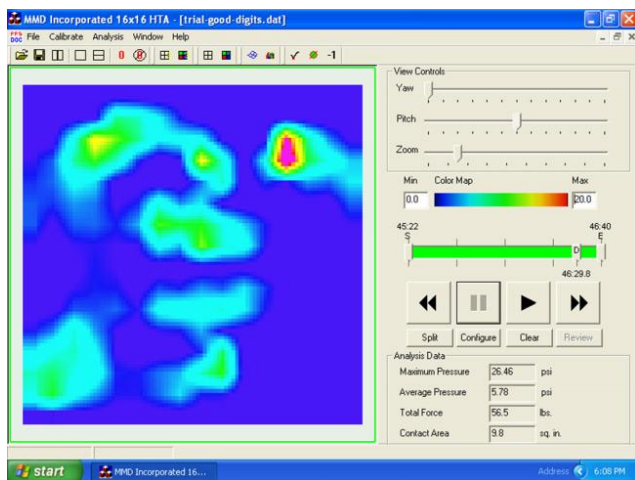 MMD Incorporated 16x16 HTA - [trial-good-digits.dat]
File Calibrate Analysis Window Help
-1
View Controls
Yaw
Pitch
Zoom
Min Color Map Max
0.0 20.0
45:22 46:40
S E
D
46:29.8
Split Configure Clear Review
Analysis Data
Maximum Pressure 26.46 psi
Average Pressure 5.78 psi
Total Force 56.5 lbs.
Contact Area 9.8 sq. in.
start MMD Incorporated 16... Address 6:08 PM